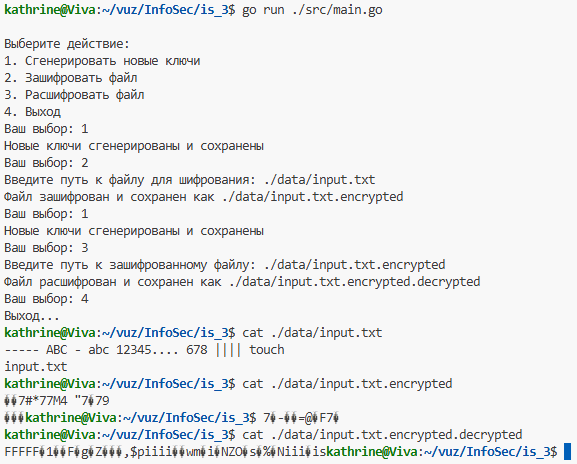 kathrine@Viva:~/vuz/InfoSec/is_3$ go run ./src/main.go
Выберите действие:
1. Сгенерировать новые ключи
2. Зашифровать файл
3. Расшифровать файл
4. Выход
Ваш выбор: 1
Новые ключи сгенерированы и сохранены
Ваш выбор: 2
Введите путь к файлу для шифрования: ./data/input.txt
Файл зашифрован и сохранен как ./data/input.txt.encrypted
Ваш выбор: 1
Новые ключи сгенерированы и сохранены
Ваш выбор: 3
Введите путь к зашифрованному файлу: ./data/input.txt.encrypted
Файл расшифрован и сохранен как ./data/input.txt.encrypted.decrypted
Ваш выбор: 4
Выход...
kathrine@Viva:~/vuz/InfoSec/is_3$ cat ./data/input.txt
----- ABC - abc 12345.... 678 |||| touch
input.txt
kathrine@Viva:~/vuz/InfoSec/is_3$ cat ./data/input.txt.encrypted
��7#*77M4 "7�79
���kathrine@Viva:~/vuz/InfoSec/is_3$ 7�-��=@�F7�
kathrine@Viva:~/vuz/InfoSec/is_3$ cat ./data/input.txt.encrypted.decrypted
FFFFF�1��F�g�Z���,$piiii��wm�i�NZO�s�%�Nii�iskathrine@Viva:~/vuz/InfoSec/is_3$